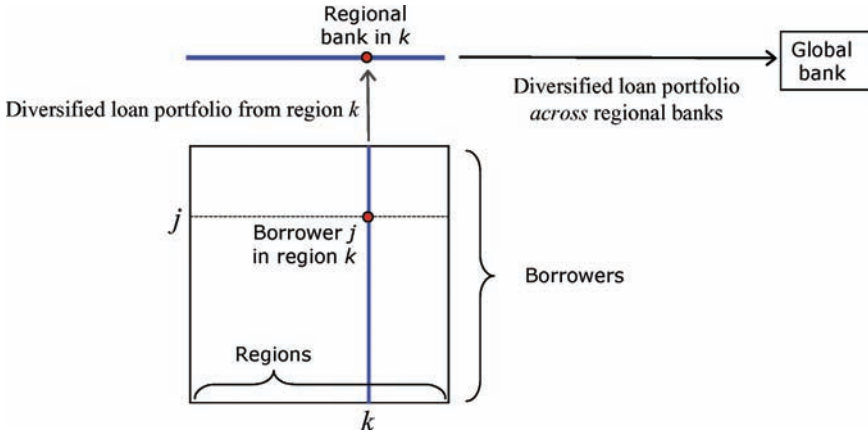 Regional
bank in k
Global
bank
Diversified loan portfolio
across regional banks
Diversified loan portfolio from region k
j
Borrower j
in region k
Borrowers
Regions
k